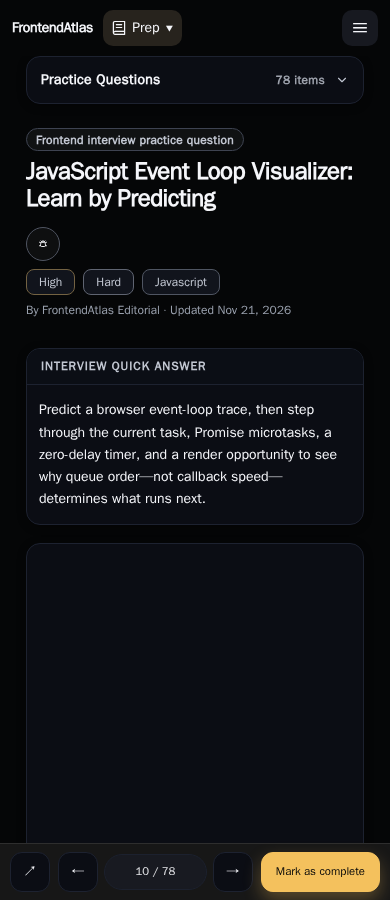 FrontendAtlas
Prep ▼
Practice Questions
78 items
Frontend interview practice question
JavaScript Event Loop Visualizer:
Learn by Predicting
High
Hard
Javascript
By FrontendAtlas Editorial · Updated Nov 21, 2026
INTERVIEW QUICK ANSWER
Predict a browser event-loop trace, then step
through the current task, Promise microtasks, a
zero-delay timer, and a render opportunity to see
why queue order—not callback speed—
determines what runs next.
↗
←
10 / 78
→
Mark as complete